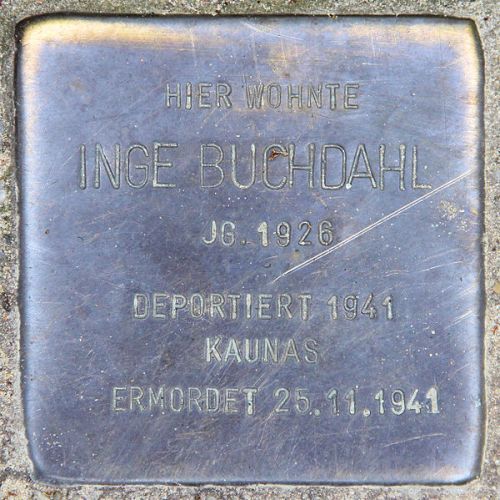 HIER WOHNTE
INGE BUCHDAHL
JG. 1926
DEPORTIERT 1941
KAUNAS
ERMORDET 25.11.1941